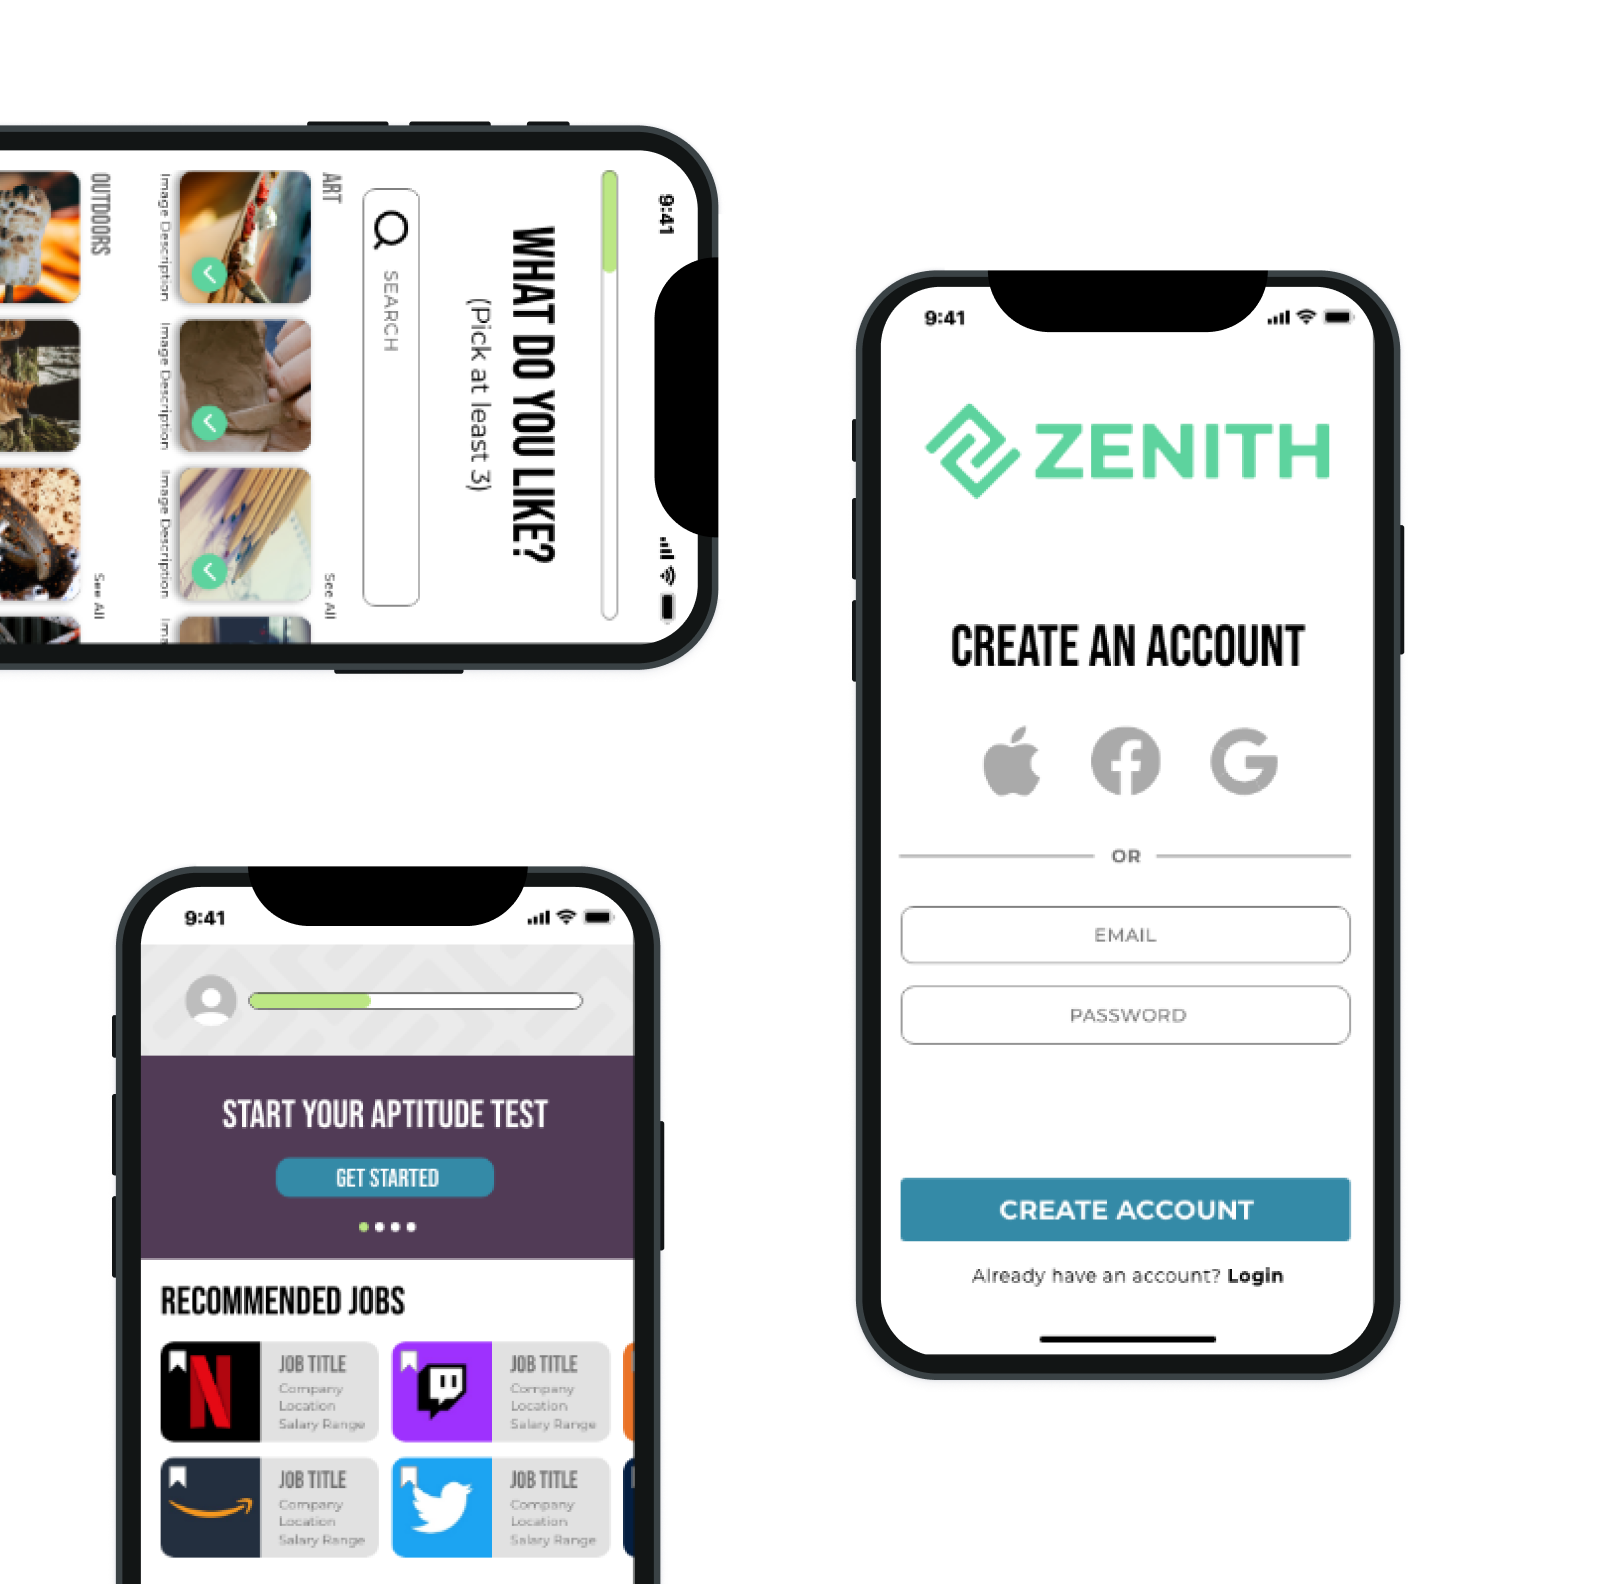 9:41
WHAT DO YOU LIKE?
(Pick at least 3)
SEARCH
ART
See All
Image Description
Image Description
Image Description
Ima
OUTDOORS
See All
9:41
ZENITH
CREATE AN ACCOUNT
OR
EMAIL
PASSWORD
CREATE ACCOUNT
Already have an account? Login
9:41
START YOUR APTITUDE TEST
GET STARTED
RECOMMENDED JOBS
N
JOB TITLE
Company
Location
Salary Range
JOB TITLE
Company
Location
Salary Range
JOB TITLE
Company
Location
Salary Range
JOB TITLE
Company
Location
Salary Range